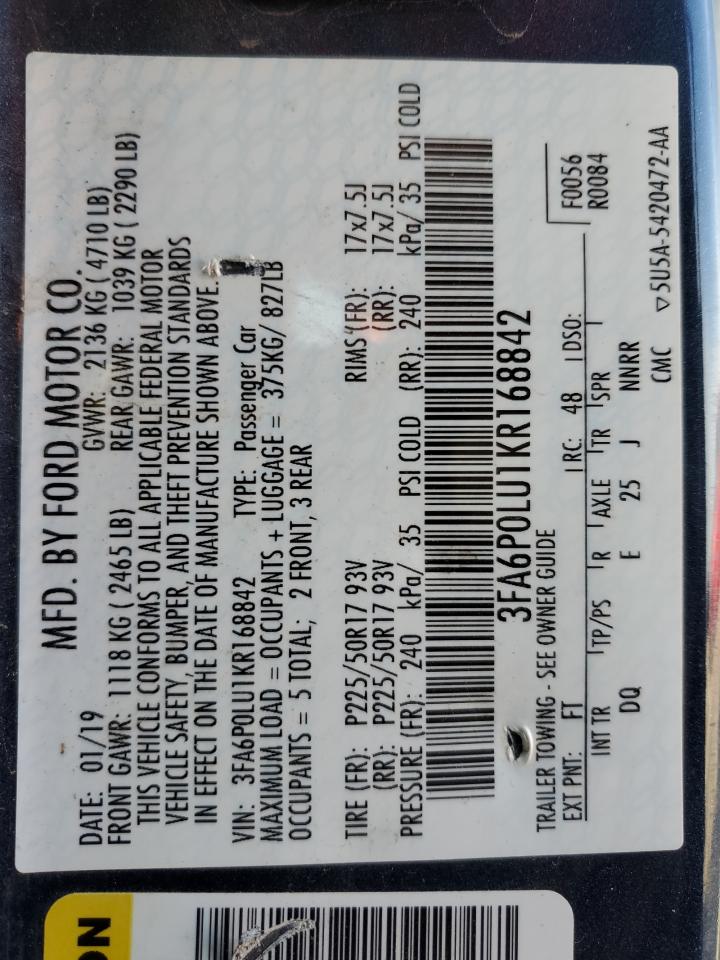 MFD. BY FORD MOTOR CO.
DATE: 01/19 GVWR: 2136 KG ( 4710 LB)
FRONT GAWR: 1118 KG ( 2465 LB) REAR GAWR: 1039 KG ( 2290 LB)
THIS VEHICLE CONFORMS TO ALL APPLICABLE FEDERAL MOTOR
VEHICLE SAFETY, BUMPER, AND THEFT PREVENTION STANDARDS
IN EFFECT ON THE DATE OF MANUFACTURE SHOWN ABOVE.
VIN: 3FA6P0LU1KR168842 TYPE: Passenger Car
MAXIMUM LOAD = OCCUPANTS + LUGGAGE = 375KG/ 827LB
OCCUPANTS = 5 TOTAL; 2 FRONT, 3 REAR
TIRE (FR): P225/50R17 93V RIMS (FR): 17x7.5J
(RR): P225/50R17 93V (RR): 17x7.5J
PRESSURE (FR): 240 kPa/ 35 PSI COLD (RR): 240 kPa/ 35 PSI COLD
3FA6P0LU1KR168842
TRAILER TOWING - SEE OWNER GUIDE
F0056
EXT PNT: FT RC: 48 DSO: R0084
INT TR TP/PS R AXLE TR SPR
DQ E 25 J NNRR
CMC ▽5U5A-5420472-AA
ON